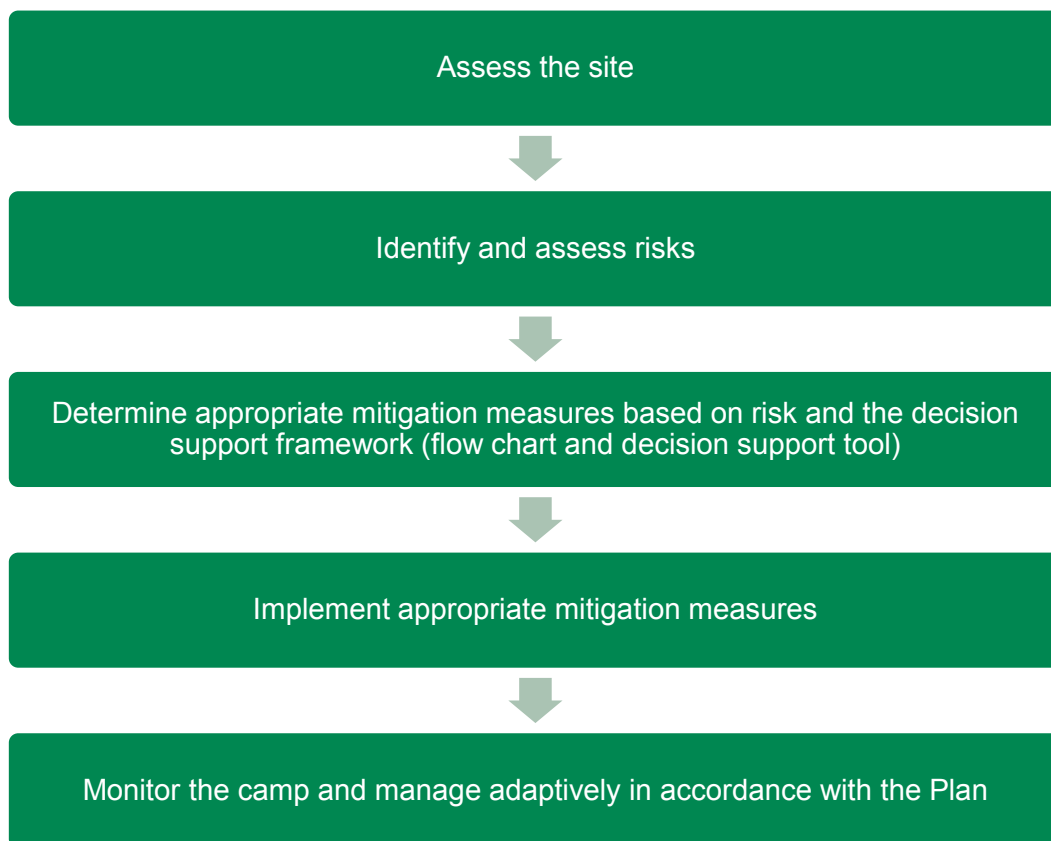 Assess the site
Identify and assess risks
Determine appropriate mitigation measures based on risk and the decision
support framework (flow chart and decision support tool)
Implement appropriate mitigation measures
Monitor the camp and manage adaptively in accordance with the Plan